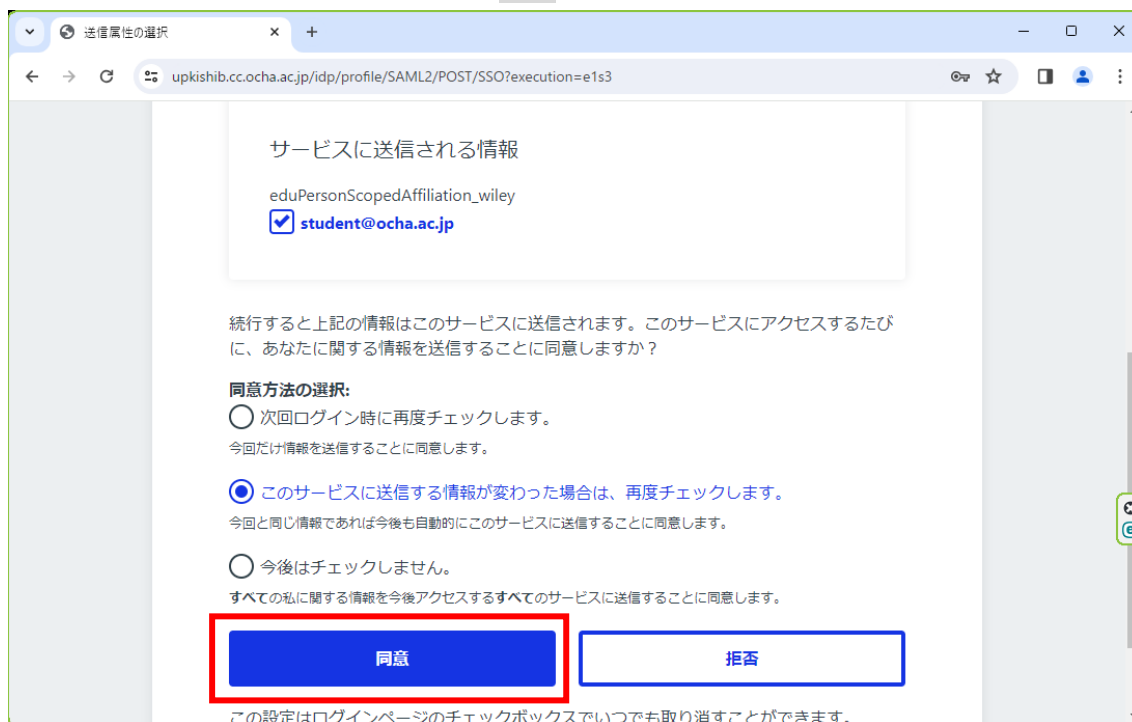 送信属性の選択
upkishib.cc.ocha.ac.jp/idp/profile/SAML2/POST/SSO?execution=e1s3
サービスに送信される情報
eduPersonScopedAffiliation_wiley
student@ocha.ac.jp
続行すると上記の情報はこのサービスに送信されます。このサービスにアクセスするたび
に、あなたに関する情報を送信することに同意しますか？
同意方法の選択:
次回ログイン時に再度チェックします。
今回だけ情報を送信することに同意します。
このサービスに送信する情報が変わった場合は、再度チェックします。
今回と同じ情報であれば今後も自動的にこのサービスに送信することに同意します。
今後はチェックしません。
すべての私に関する情報を今後アクセスするすべてのサービスに送信することに同意します。
同意
拒否
この設定はログインページのチェックボックスでいつでも取り消すことができます。